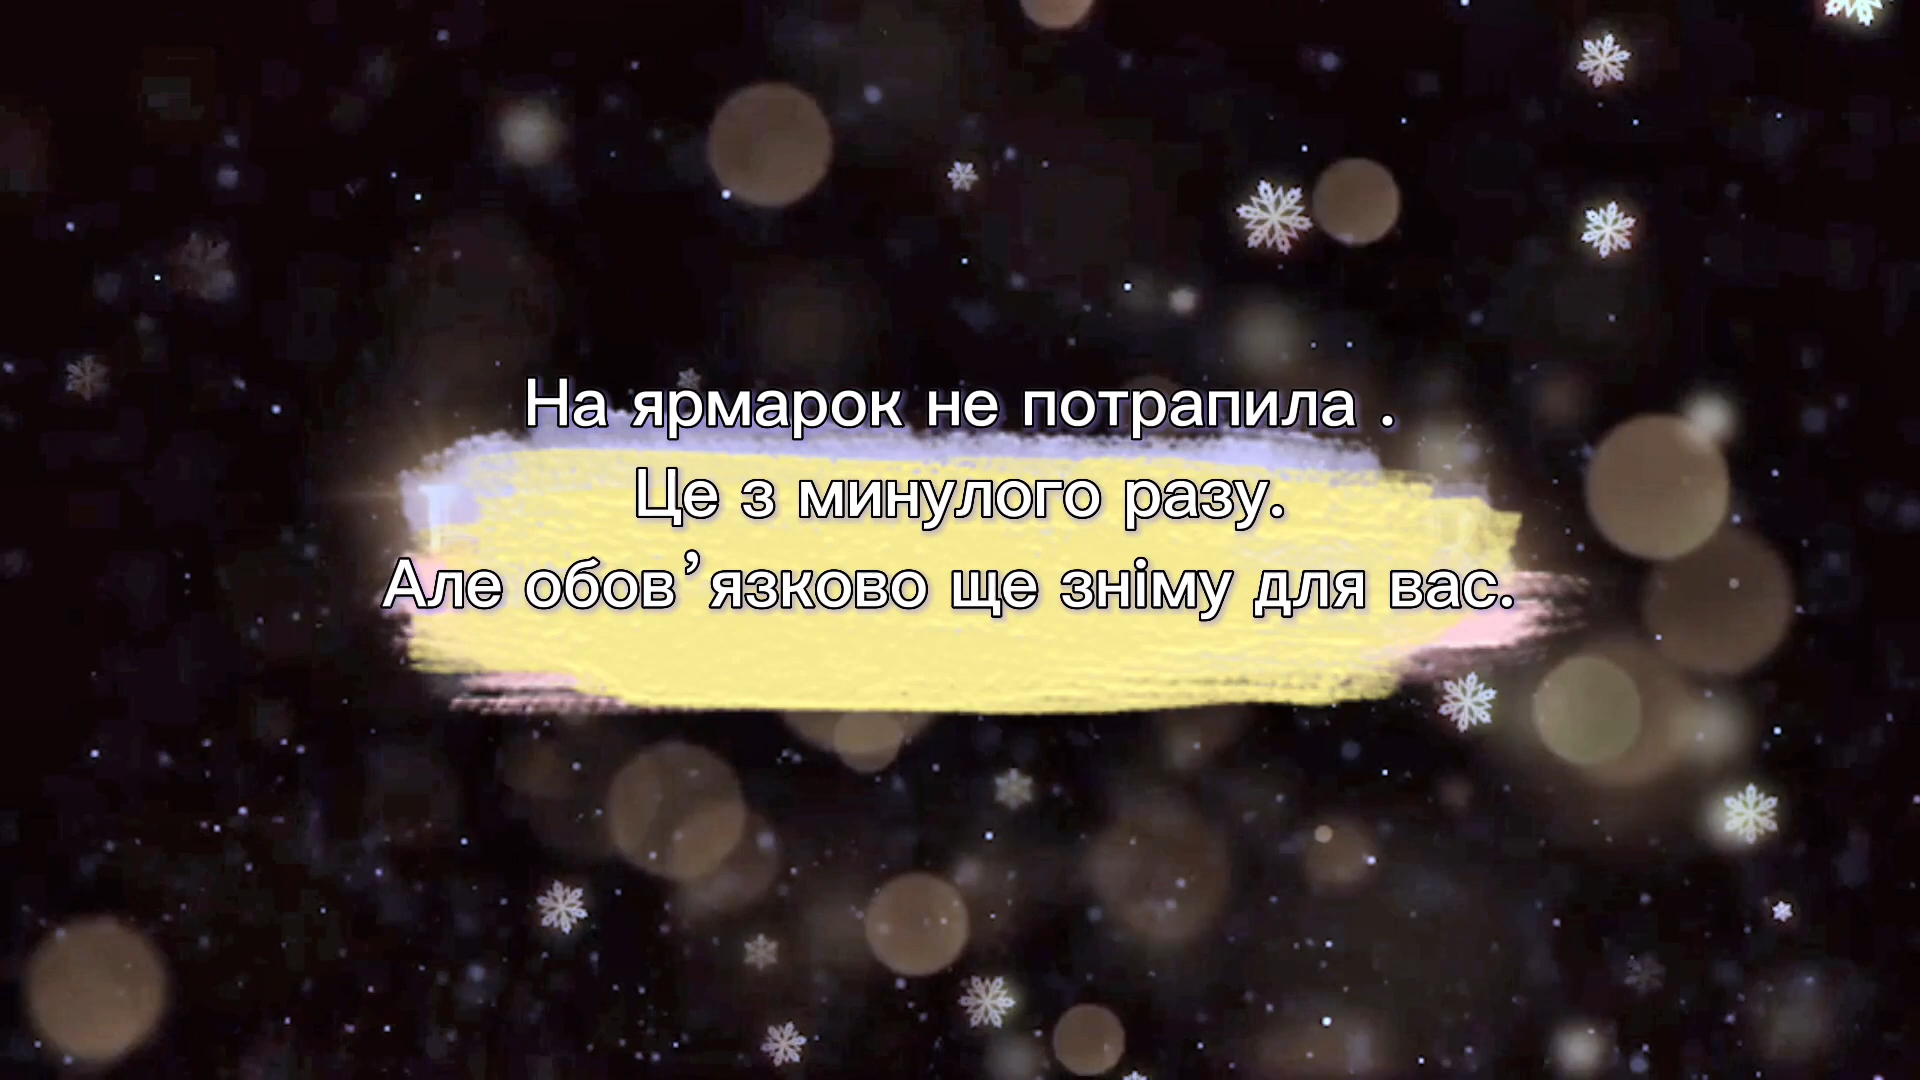 На ярмарок не потрапила .
Це з минулого разу.
Але обов’язково ще зніму для вас.